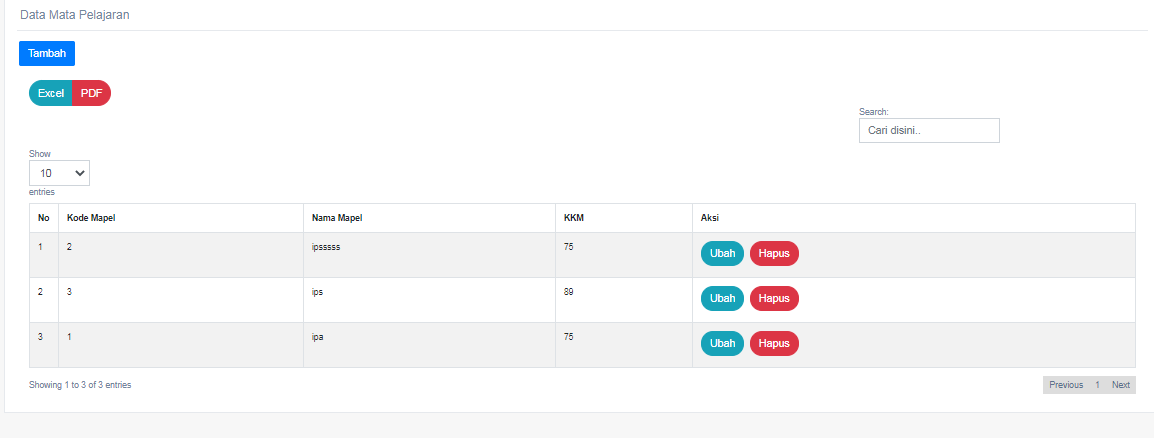 Data Mata Pelajaran
Tambah
Excel PDF
Search:
Cari disini..
Show
10
entries
No Kode Mapel Nama Mapel KKM Aksi
1 2 ipsssss 75 Ubah Hapus
2 3 ips 89 Ubah Hapus
3 1 ipa 75 Ubah Hapus
Showing 1 to 3 of 3 entries Previous 1 Next